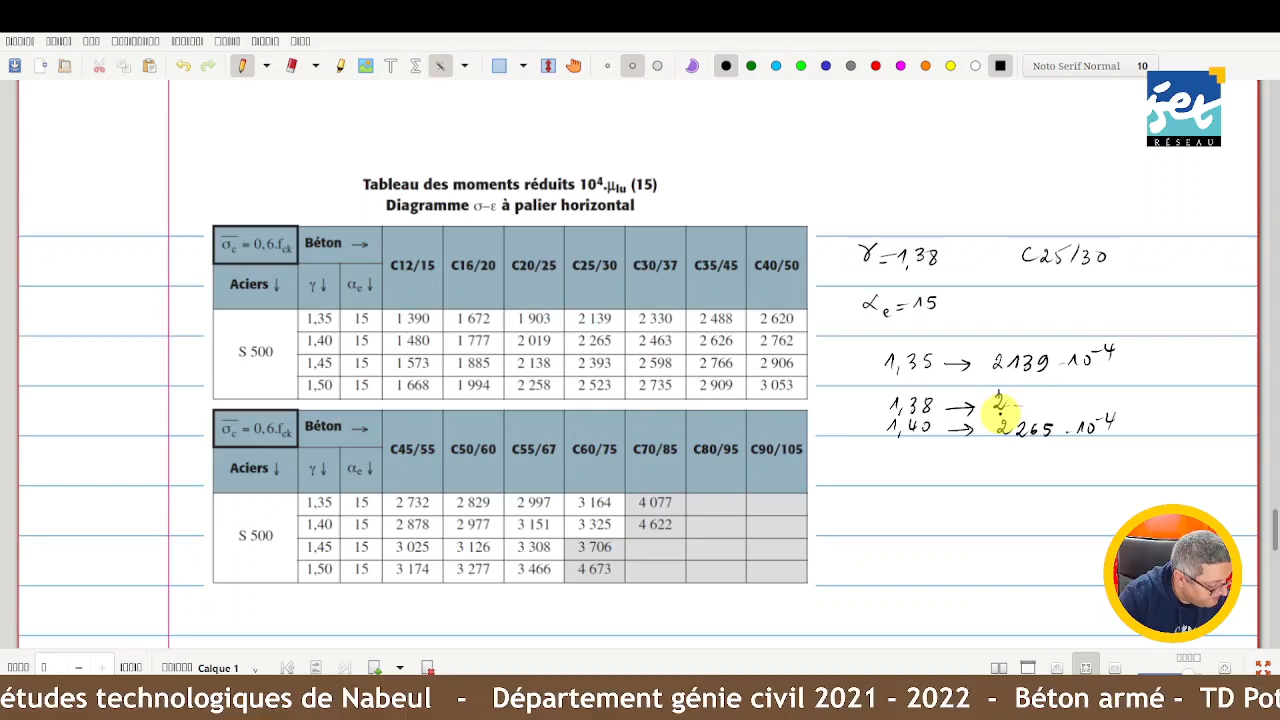 Noto Serif Normal 10
iset
RÉSEAU
Tableau des moments réduits 10⁴.μlu (15)
Diagramme σ–ε à palier horizontal
σc = 0,6.fck Béton → C12/15 C16/20 C20/25 C25/30 C30/37 C35/45 C40/50
Aciers ↓ γ ↓ αe ↓
S 500
1,35 15 1 390 1 672 1 903 2 139 2 330 2 488 2 620
1,40 15 1 480 1 777 2 019 2 265 2 463 2 626 2 762
1,45 15 1 573 1 885 2 138 2 393 2 598 2 766 2 906
1,50 15 1 668 1 994 2 258 2 523 2 735 2 909 3 053
σc = 0,6.fck Béton → C45/55 C50/60 C55/67 C60/75 C70/85 C80/95 C90/105
Aciers ↓ γ ↓ αe ↓
S 500
1,35 15 2 732 2 829 2 997 3 164 4 077
1,40 15 2 878 2 977 3 151 3 325 4 622
1,45 15 3 025 3 126 3 308 3 706
1,50 15 3 174 3 277 3 466 4 673
γ = 1,38 C25/30
αe = 15
1,35 → 2139 · 10⁻⁴
1,38 → 2
1,40 → 2265 · 10⁻⁴
Calque 1
études technologiques de Nabeul - Département génie civil 2021 - 2022 - Béton armé - TD Pot